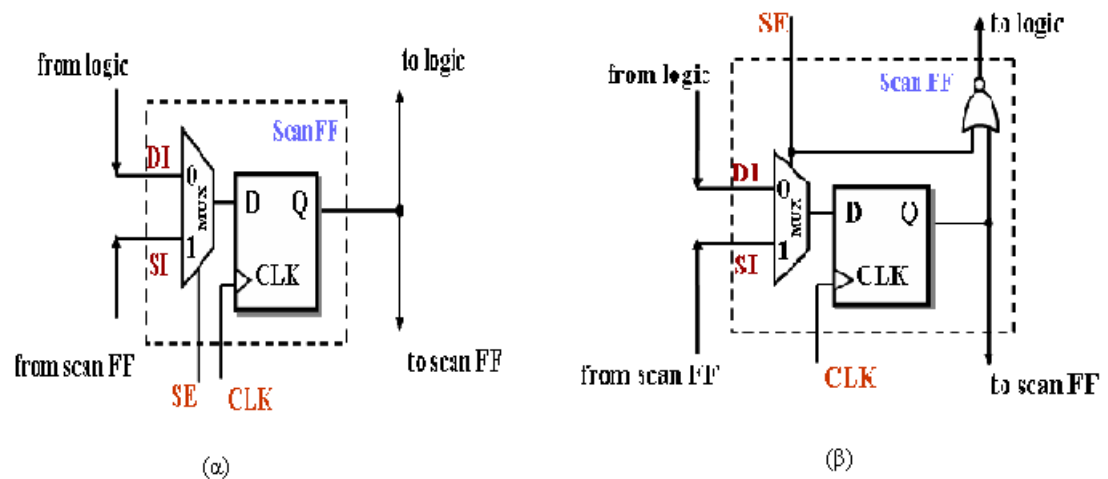 from logic
to logic
Scan FF
DI
0
MUX
D Q
1
SI
CLK
from scan FF
to scan FF
SE
CLK
(α)
SE
to logic
from logic
Scan FF
DI
0
MUX
D Q
1
SI
CLK
from scan FF
CLK
to scan FF
(β)